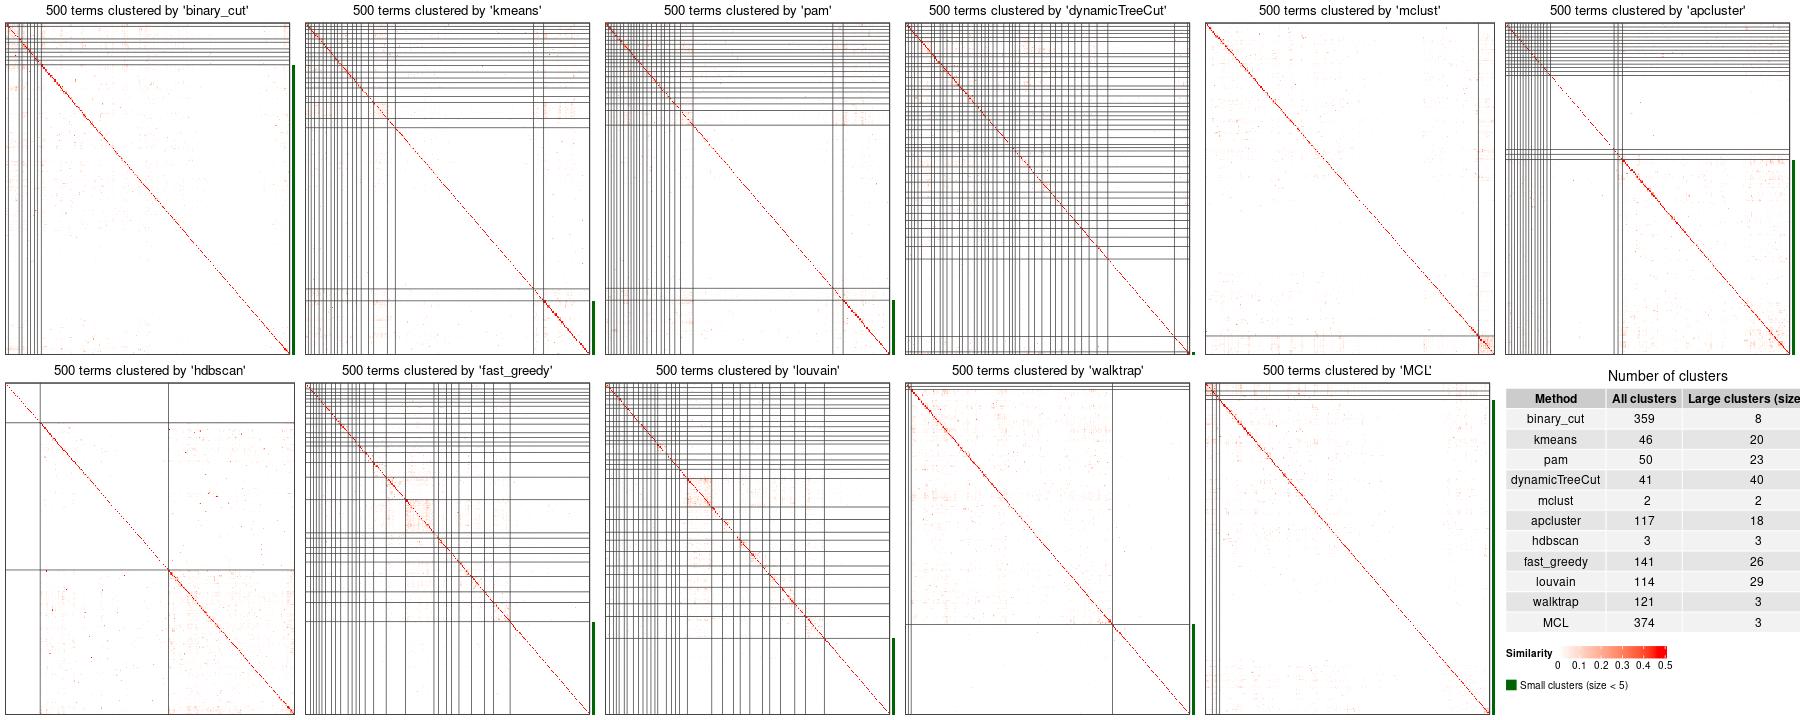 500 terms clustered by 'binary_cut'
500 terms clustered by 'kmeans'
500 terms clustered by 'pam'
500 terms clustered by 'dynamicTreeCut'
500 terms clustered by 'mclust'
500 terms clustered by 'apcluster'
500 terms clustered by 'hdbscan'
500 terms clustered by 'fast_greedy'
500 terms clustered by 'louvain'
500 terms clustered by 'walktrap'
500 terms clustered by 'MCL'
Number of clusters
Method All clusters Large clusters (size
binary_cut 359 8
kmeans 46 20
pam 50 23
dynamicTreeCut 41 40
mclust 2 2
apcluster 117 18
hdbscan 3 3
fast_greedy 141 26
louvain 114 29
walktrap 121 3
MCL 374 3
Similarity
0 0.1 0.2 0.3 0.4 0.5
Small clusters (size < 5)